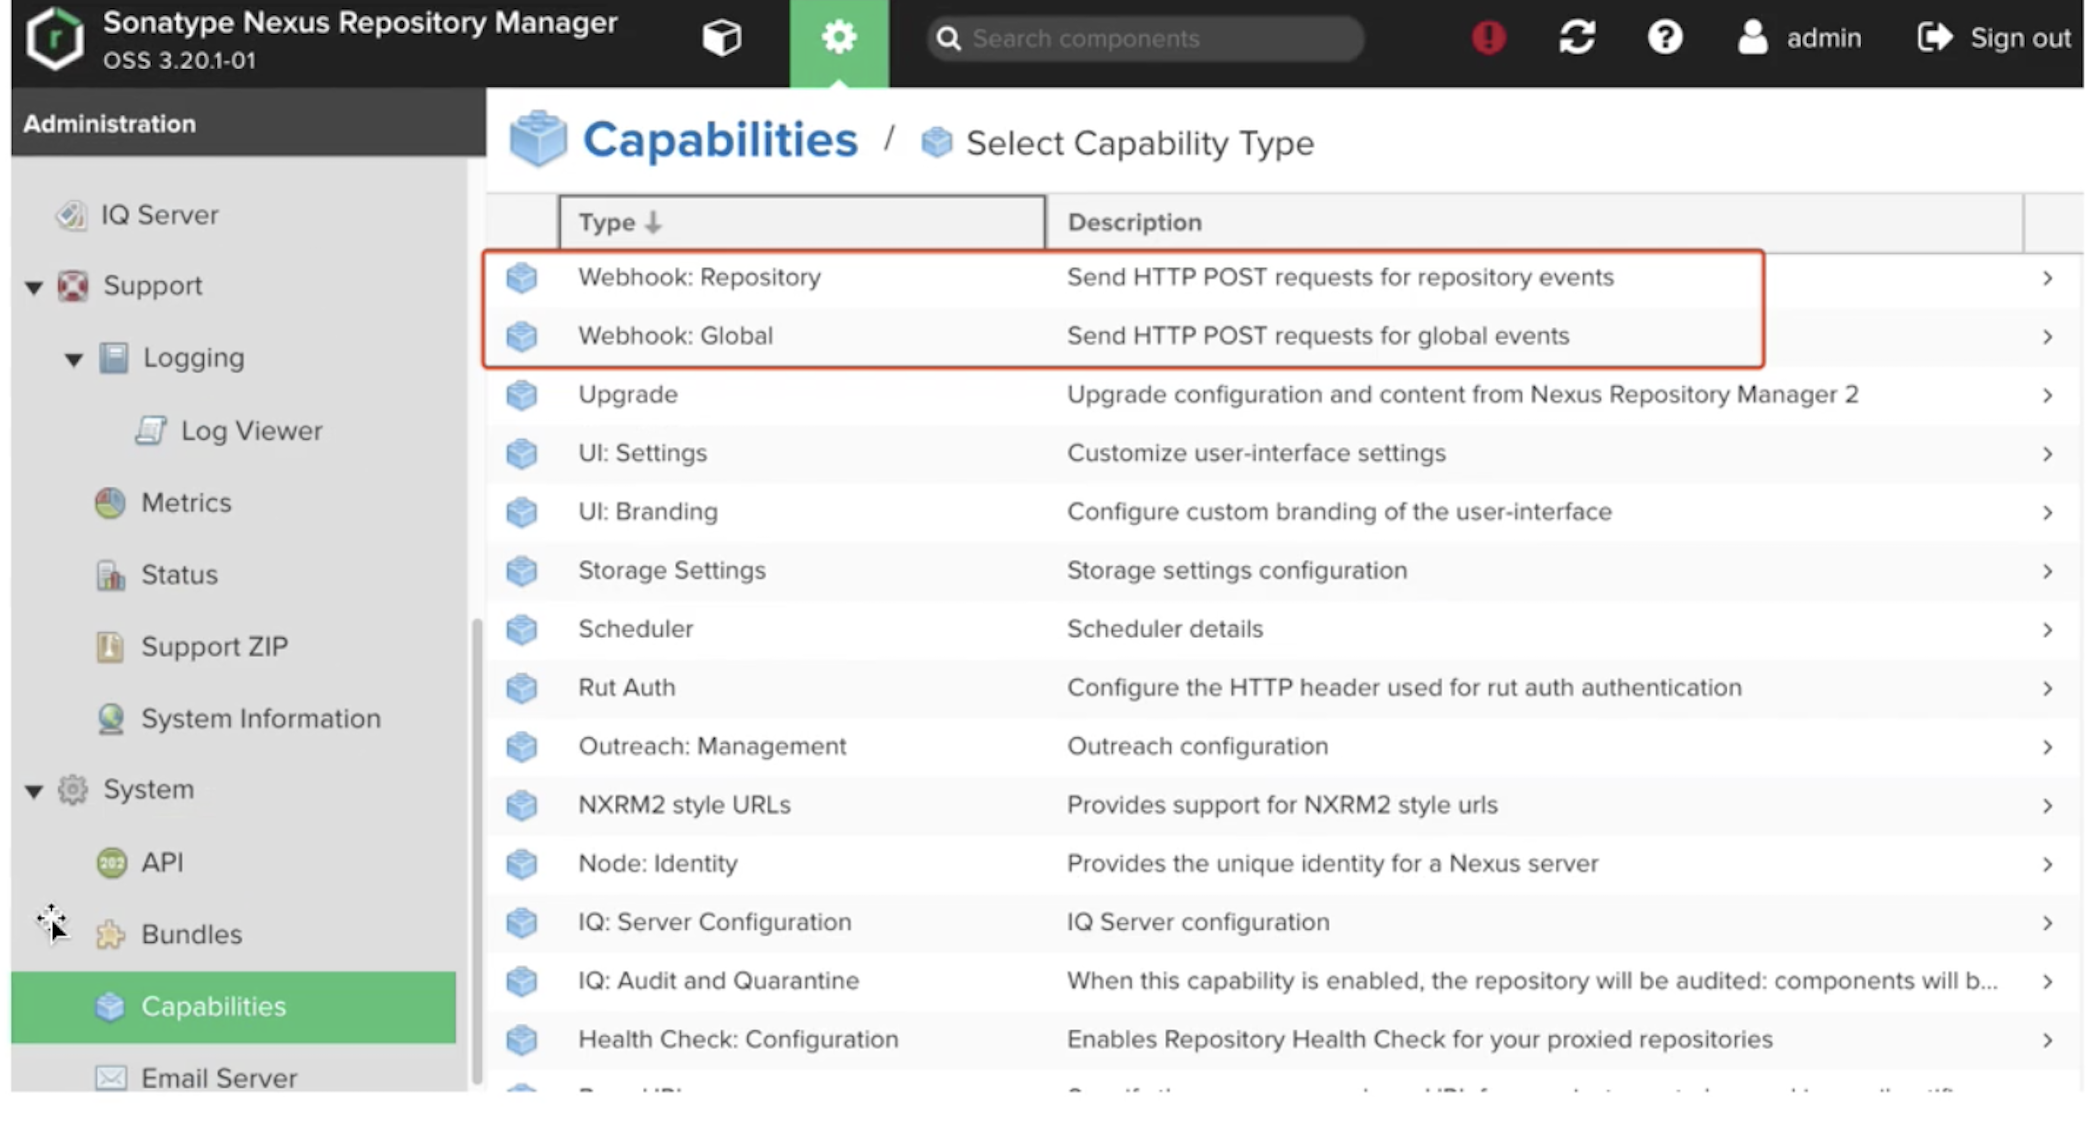 Sonatype Nexus Repository Manager
OSS 3.20.1-01
Search components
admin
Sign out
Administration
IQ Server
Support
Logging
Log Viewer
Metrics
Status
Support ZIP
System Information
System
API
Bundles
Capabilities
Email Server
Capabilities / Select Capability Type
Type Description
Webhook: Repository Send HTTP POST requests for repository events
Webhook: Global Send HTTP POST requests for global events
Upgrade Upgrade configuration and content from Nexus Repository Manager 2
UI: Settings Customize user-interface settings
UI: Branding Configure custom branding of the user-interface
Storage Settings Storage settings configuration
Scheduler Scheduler details
Rut Auth Configure the HTTP header used for rut auth authentication
Outreach: Management Outreach configuration
NXRM2 style URLs Provides support for NXRM2 style urls
Node: Identity Provides the unique identity for a Nexus server
IQ: Server Configuration IQ Server configuration
IQ: Audit and Quarantine When this capability is enabled, the repository will be audited: components will b...
Health Check: Configuration Enables Repository Health Check for your proxied repositories